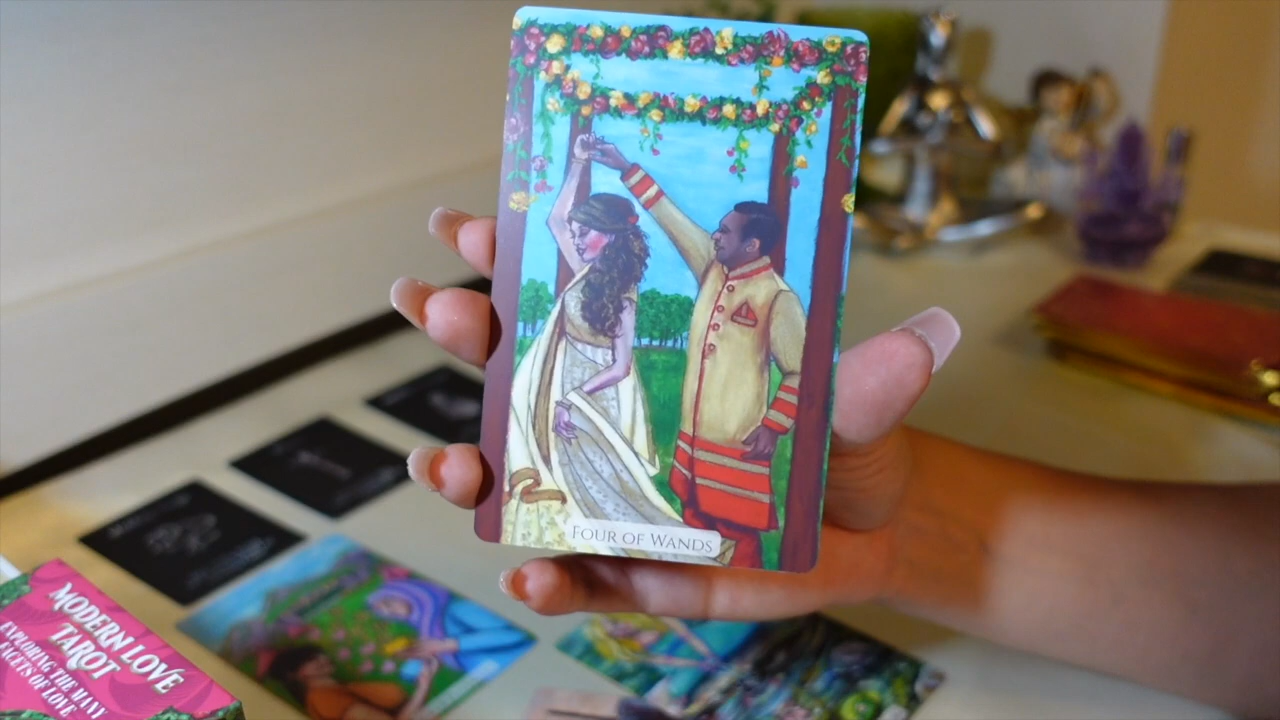 FOUR OF WANDS
MODERN LOVE
TAROT
EXPLORING THE MANY
FACETS OF LOVE